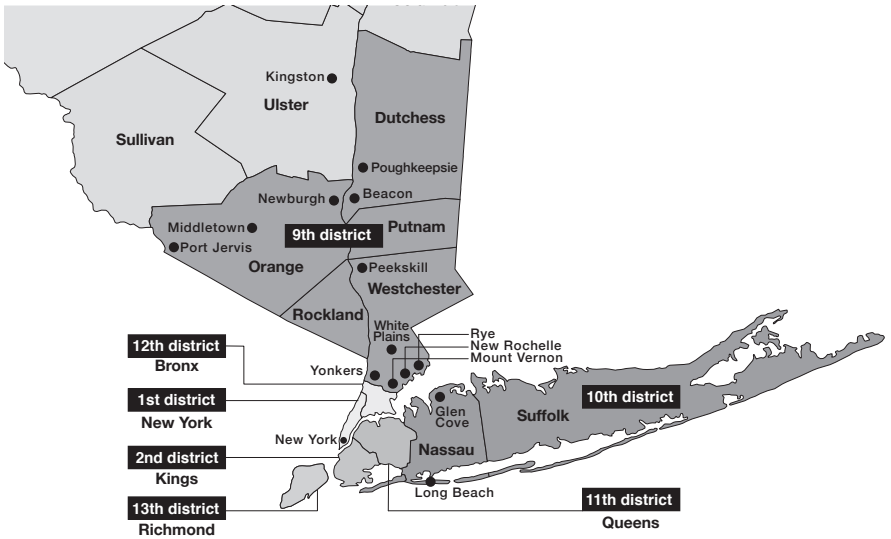 Kingston
Ulster
Dutchess
Sullivan
Poughkeepsie
Newburgh
Beacon
Middletown
9th district
Putnam
Port Jervis
Orange
Peekskill
Westchester
Rockland
White
Plains
Rye
New Rochelle
Mount Vernon
12th district
Bronx
Yonkers
1st district
New York
10th district
Glen
Cove
Suffolk
New York
Nassau
2nd district
Kings
Long Beach
13th district
Richmond
11th district
Queens